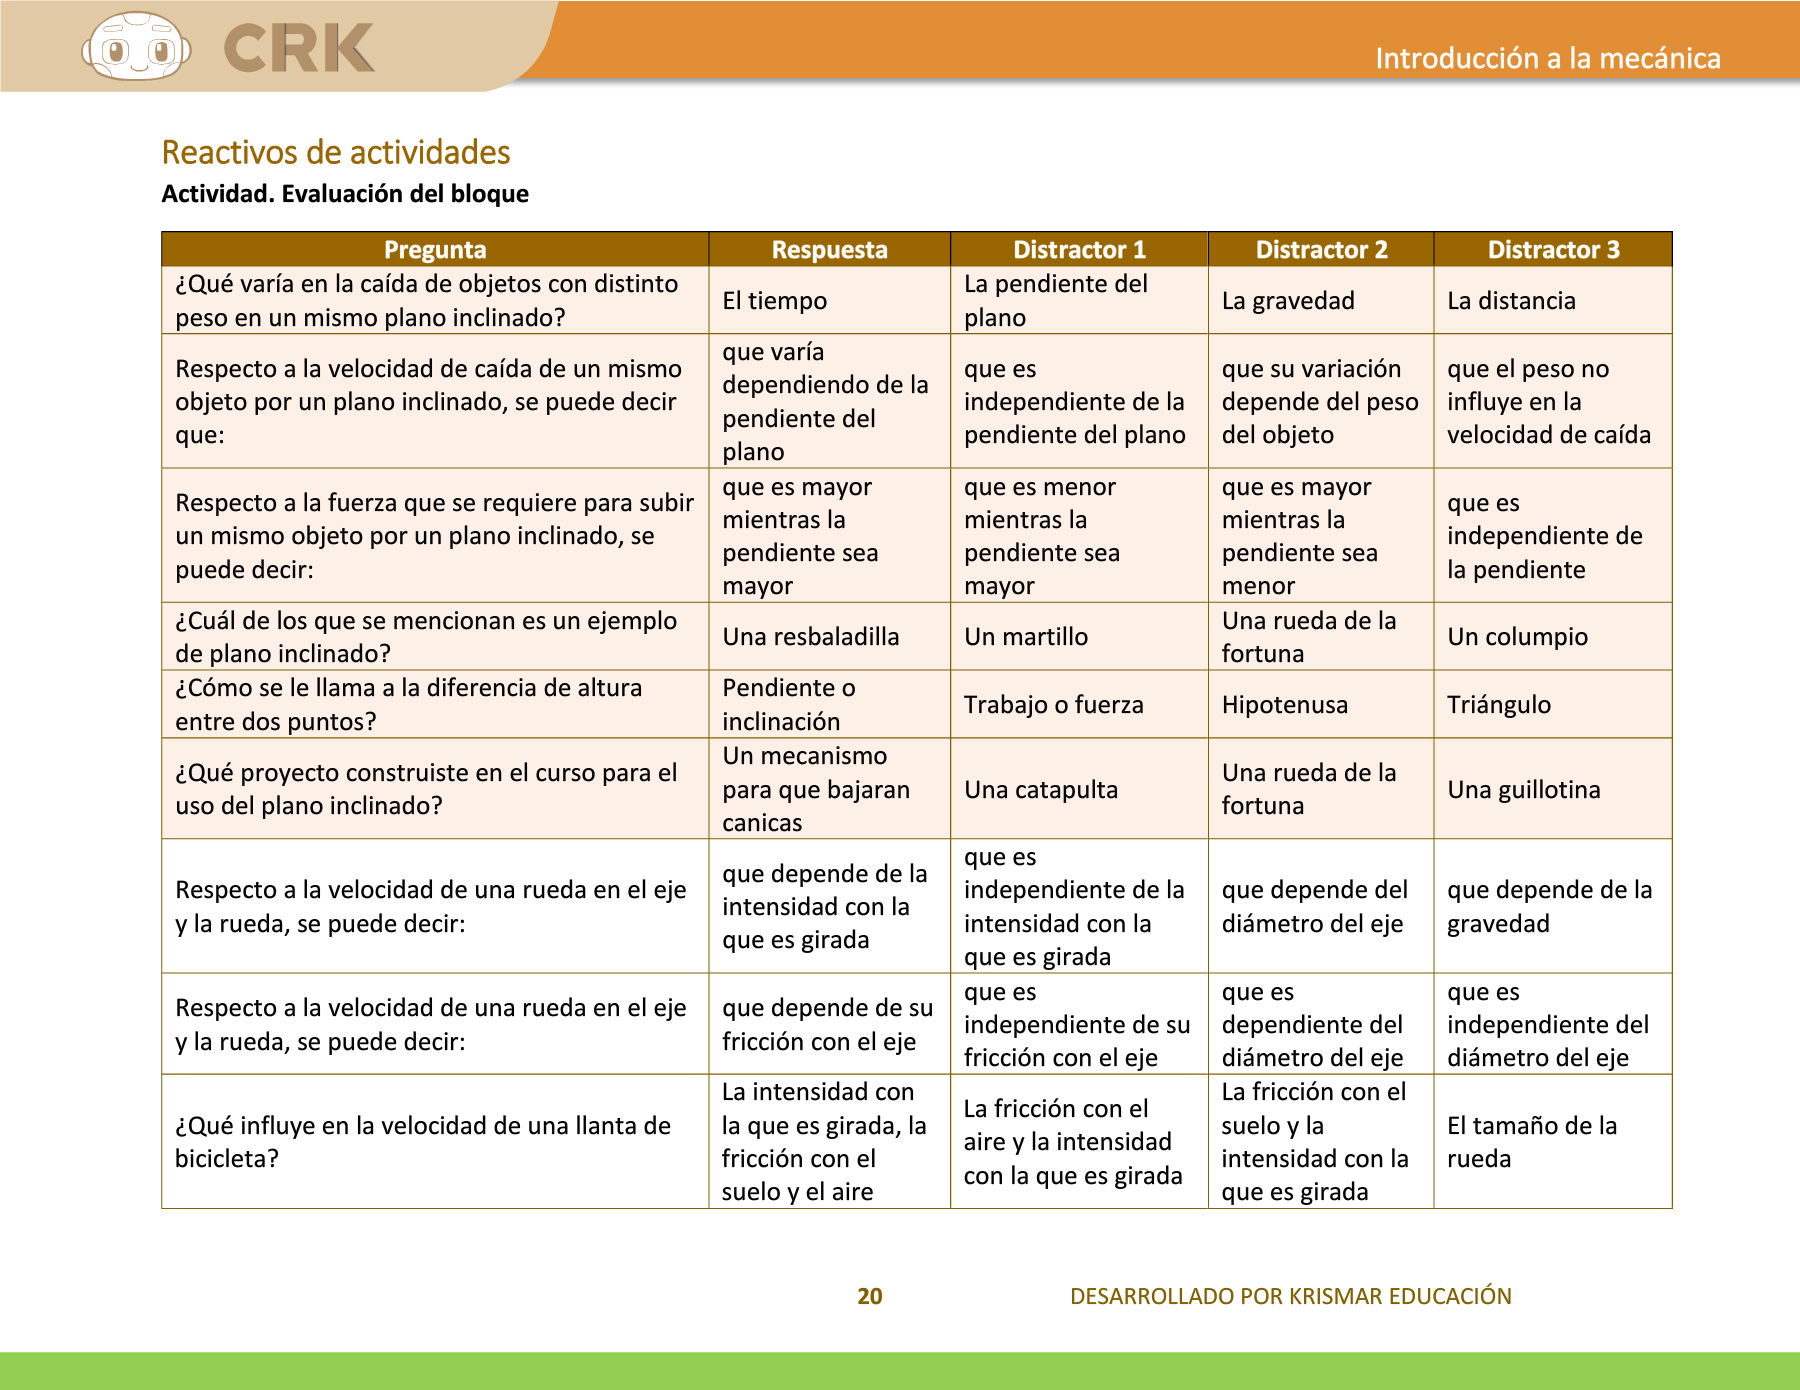 CRK
Introducción a la mecánica
Reactivos de actividades
Actividad. Evaluación del bloque
Pregunta
Respuesta
Distractor 1
Distractor 2
Distractor 3
¿Qué varía en la caída de objetos con distinto
peso en un mismo plano inclinado?
El tiempo
La pendiente del
plano
La gravedad
La distancia
Respecto a la velocidad de caída de un mismo
objeto por un plano inclinado, se puede decir
que:
que varía
dependiendo de la
pendiente del
plano
que es
independiente de la
pendiente del plano
que su variación
depende del peso
del objeto
que el peso no
influye en la
velocidad de caída
Respecto a la fuerza que se requiere para subir
un mismo objeto por un plano inclinado, se
puede decir:
que es mayor
mientras la
pendiente sea
mayor
que es menor
mientras la
pendiente sea
mayor
que es mayor
mientras la
pendiente sea
menor
que es
independiente de
la pendiente
¿Cuál de los que se mencionan es un ejemplo
de plano inclinado?
Una resbaladilla
Un martillo
Una rueda de la
fortuna
Un columpio
¿Cómo se le llama a la diferencia de altura
entre dos puntos?
Pendiente o
inclinación
Trabajo o fuerza
Hipotenusa
Triángulo
¿Qué proyecto construiste en el curso para el
uso del plano inclinado?
Un mecanismo
para que bajaran
canicas
Una catapulta
Una rueda de la
fortuna
Una guillotina
Respecto a la velocidad de una rueda en el eje
y la rueda, se puede decir:
que depende de la
intensidad con la
que es girada
que es
independiente de la
intensidad con la
que es girada
que depende del
diámetro del eje
que depende de la
gravedad
Respecto a la velocidad de una rueda en el eje
y la rueda, se puede decir:
que depende de su
fricción con el eje
que es
independiente de su
fricción con el eje
que es
dependiente del
diámetro del eje
que es
independiente del
diámetro del eje
¿Qué influye en la velocidad de una llanta de
bicicleta?
La intensidad con
la que es girada, la
fricción con el
suelo y el aire
La fricción con el
aire y la intensidad
con la que es girada
La fricción con el
suelo y la
intensidad con la
que es girada
El tamaño de la
rueda
20
DESARROLLADO POR KRISMAR EDUCACIÓN